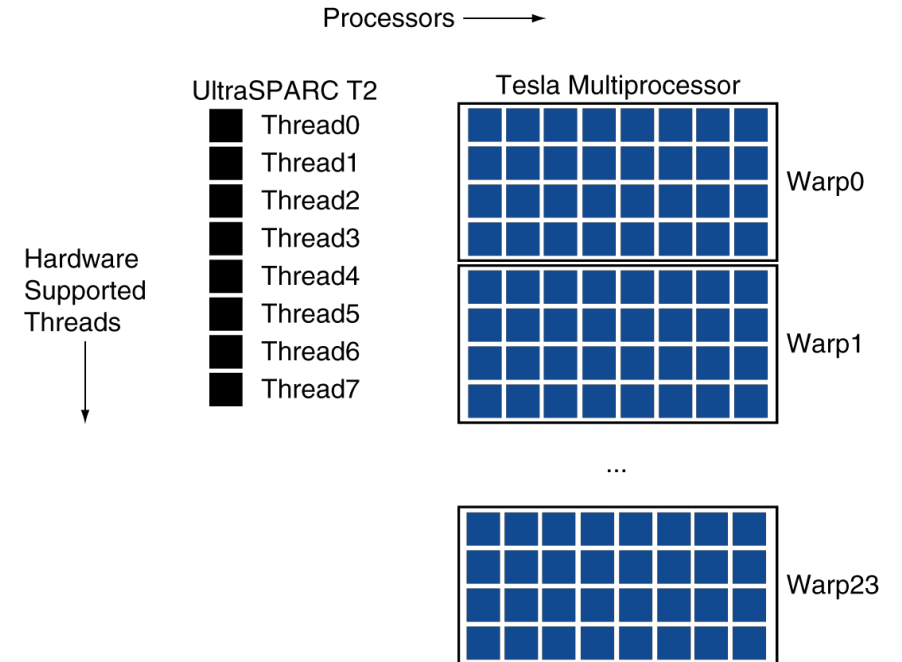 Processors
UltraSPARC T2
Tesla Multiprocessor
Thread0
Thread1
Thread2
Thread3
Thread4
Thread5
Thread6
Thread7
Hardware
Supported
Threads
Warp0
Warp1
...
Warp23